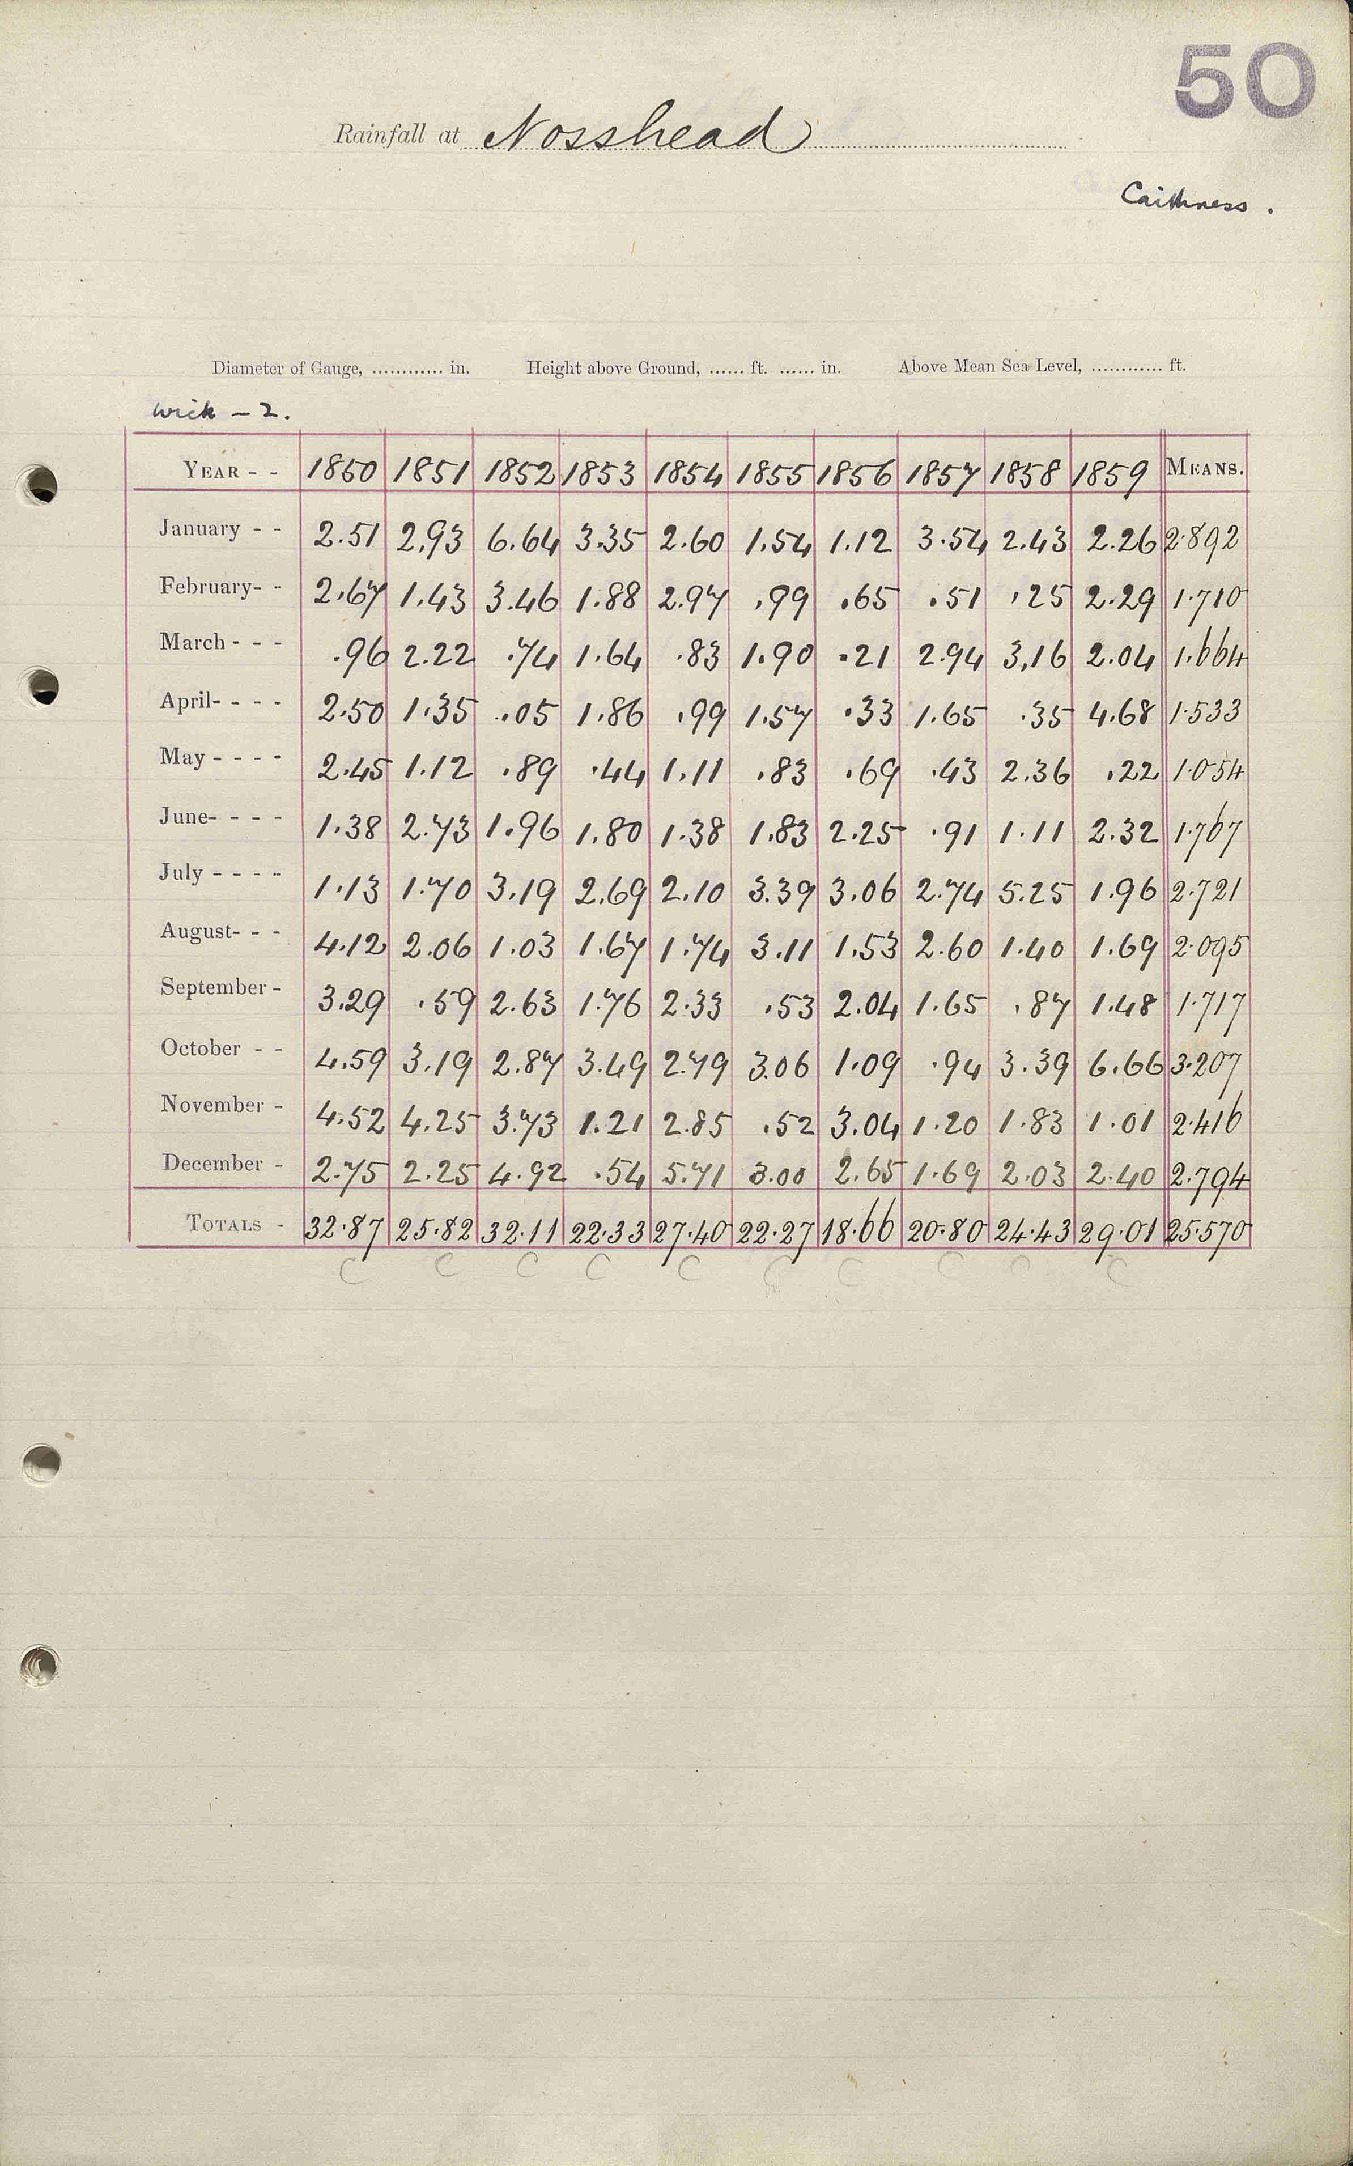 50
Rainfall at Nosshead
Caithness.
Diameter of Gauge, ............ in. Height above Ground, ...... ft. ...... in. Above Mean Sea Level, ............ ft.
Wick - 2.
YEAR - - 1850 1851 1852 1853 1854 1855 1856 1857 1858 1859 MEANS.
January - - 2.51 2.93 6.64 3.35 2.60 1.54 1.12 3.54 2.43 2.26 2.892
February- - 2.67 1.43 3.46 1.88 2.97 .99 .65 .51 .25 2.29 1.710
March - - - .96 2.22 .74 1.64 .83 1.90 .21 2.94 3.16 2.04 1.664
April- - - - 2.50 1.35 .05 1.86 .99 1.57 .33 1.65 .35 4.68 1.533
May - - - - 2.45 1.12 .89 .44 1.11 .83 .69 .43 2.36 .22 1.054
June- - - - 1.38 2.73 1.96 1.80 1.38 1.83 2.25 .91 1.11 2.32 1.767
July - - - - 1.13 1.70 3.19 2.69 2.10 3.39 3.06 2.74 5.25 1.96 2.721
August- - - 4.12 2.06 1.03 1.67 1.74 3.11 1.53 2.60 1.40 1.69 2.095
September - 3.29 .59 2.63 1.76 2.33 .53 2.04 1.65 .87 1.48 1.717
October - - 4.59 3.19 2.87 3.49 2.79 3.06 1.09 .94 3.39 6.66 3.207
November - 4.52 4.25 3.73 1.21 2.85 .52 3.04 1.20 1.83 1.01 2.416
December - 2.75 2.25 4.92 .54 5.71 3.00 2.65 1.69 2.03 2.40 2.794
TOTALS - 32.87 25.82 32.11 22.33 27.40 22.27 18.66 20.80 24.43 29.01 25.570
C C C C C C C C C C